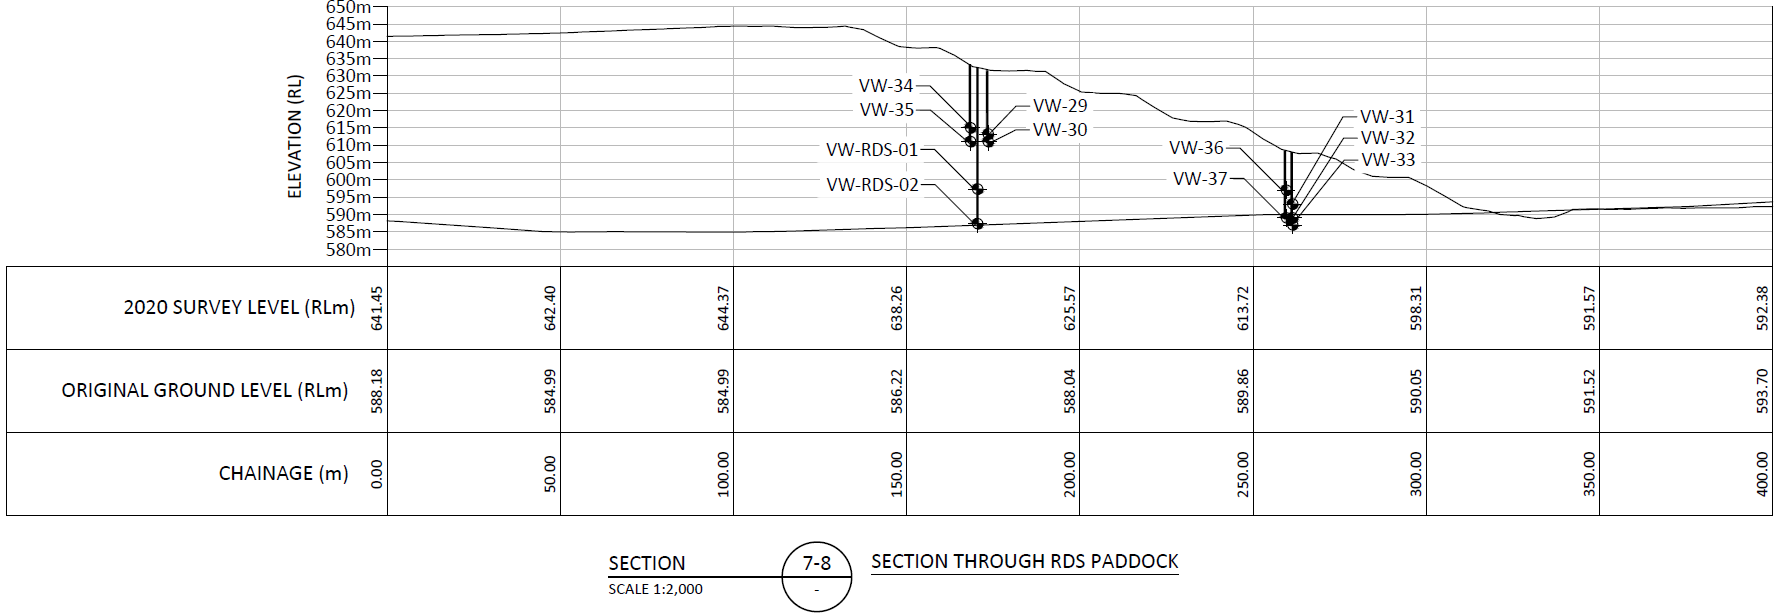 650m
645m
640m
635m
630m
625m
620m
615m
610m
605m
600m
595m
590m
585m
580m
ELEVATION (RL)
VW-34
VW-35
VW-RDS-01
VW-RDS-02
VW-29
VW-30
VW-36
VW-37
VW-31
VW-32
VW-33
2020 SURVEY LEVEL (RLm) 641.45 642.40 644.37 638.26 625.57 613.72 598.31 591.57 592.38
ORIGINAL GROUND LEVEL (RLm) 588.18 584.99 584.99 586.22 588.04 589.86 590.05 591.52 593.70
CHAINAGE (m) 0.00 50.00 100.00 150.00 200.00 250.00 300.00 350.00 400.00
SECTION 7-8 SECTION THROUGH RDS PADDOCK
SCALE 1:2,000 -